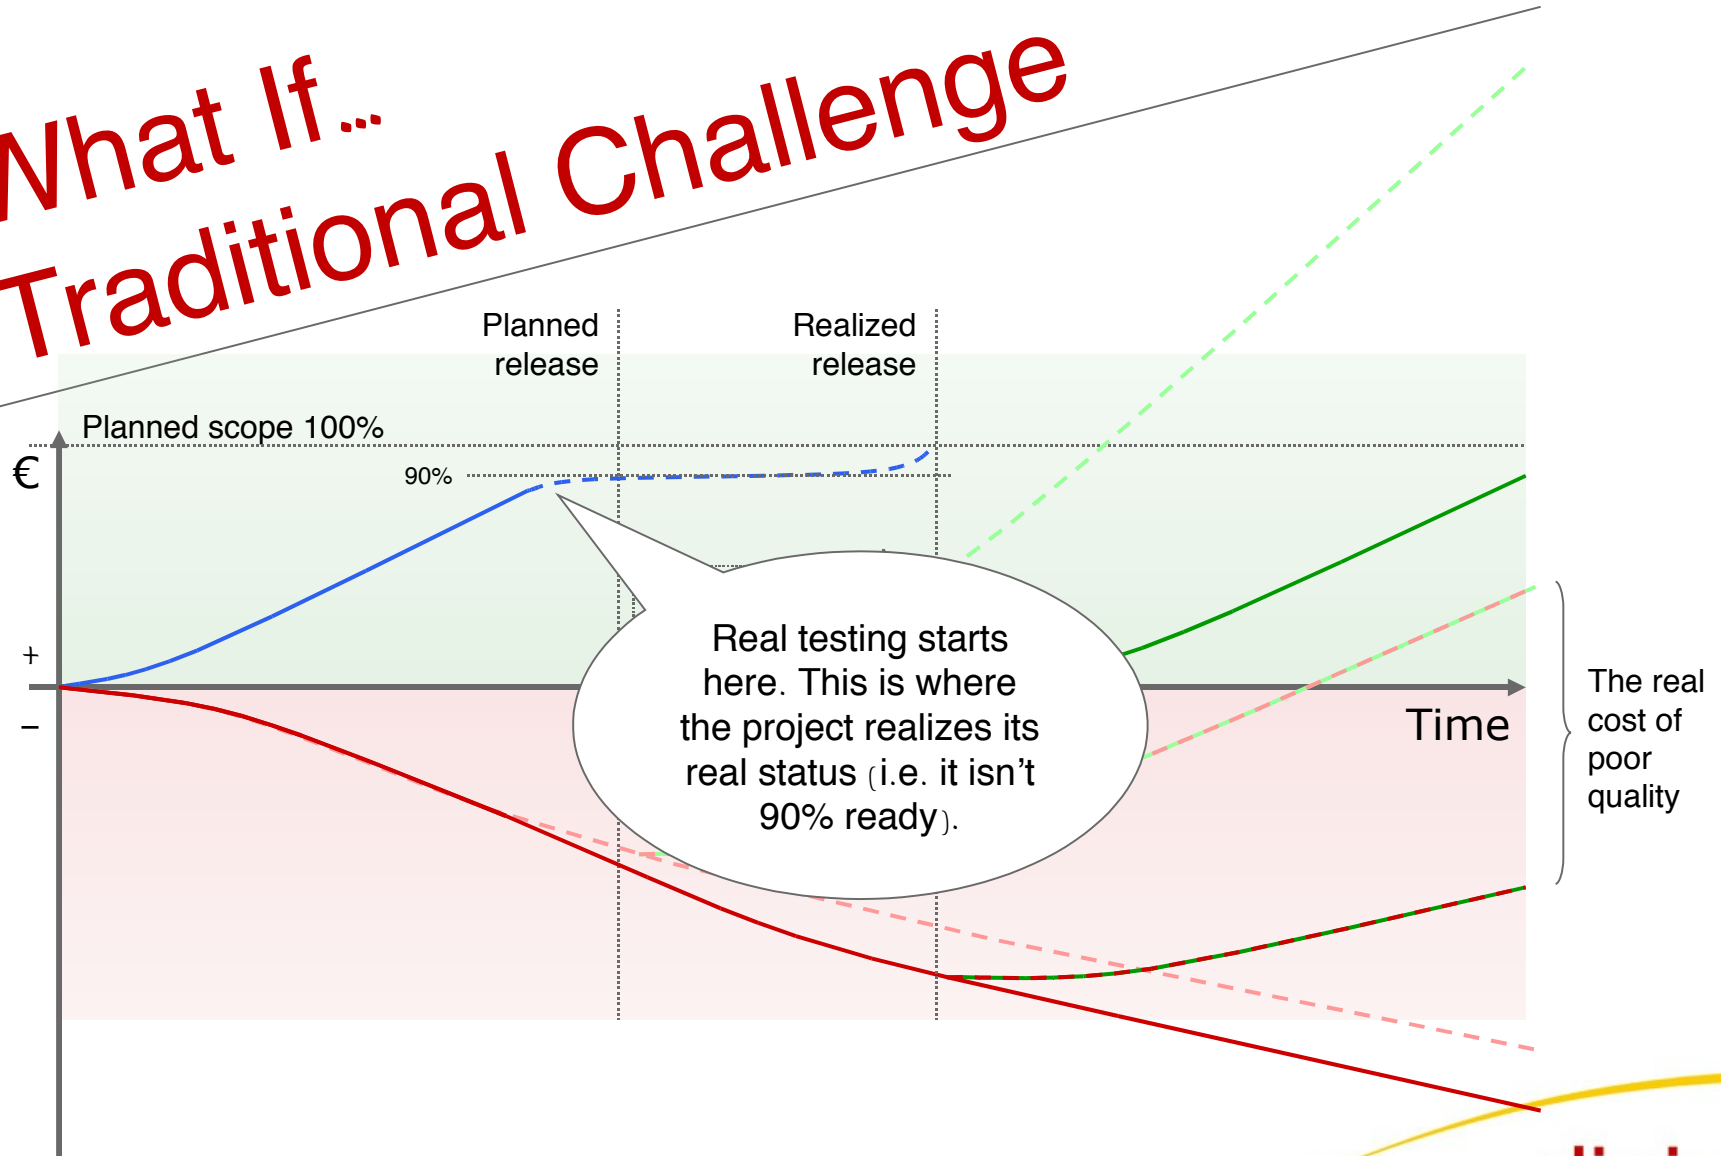 What If…
Traditional Challenge
Planned
release
Realized
release
Planned scope 100%
€
90%
+
–
Real testing starts
here. This is where
the project realizes its
real status (i.e. it isn’t
90% ready).
Time
The real
cost of
poor
quality